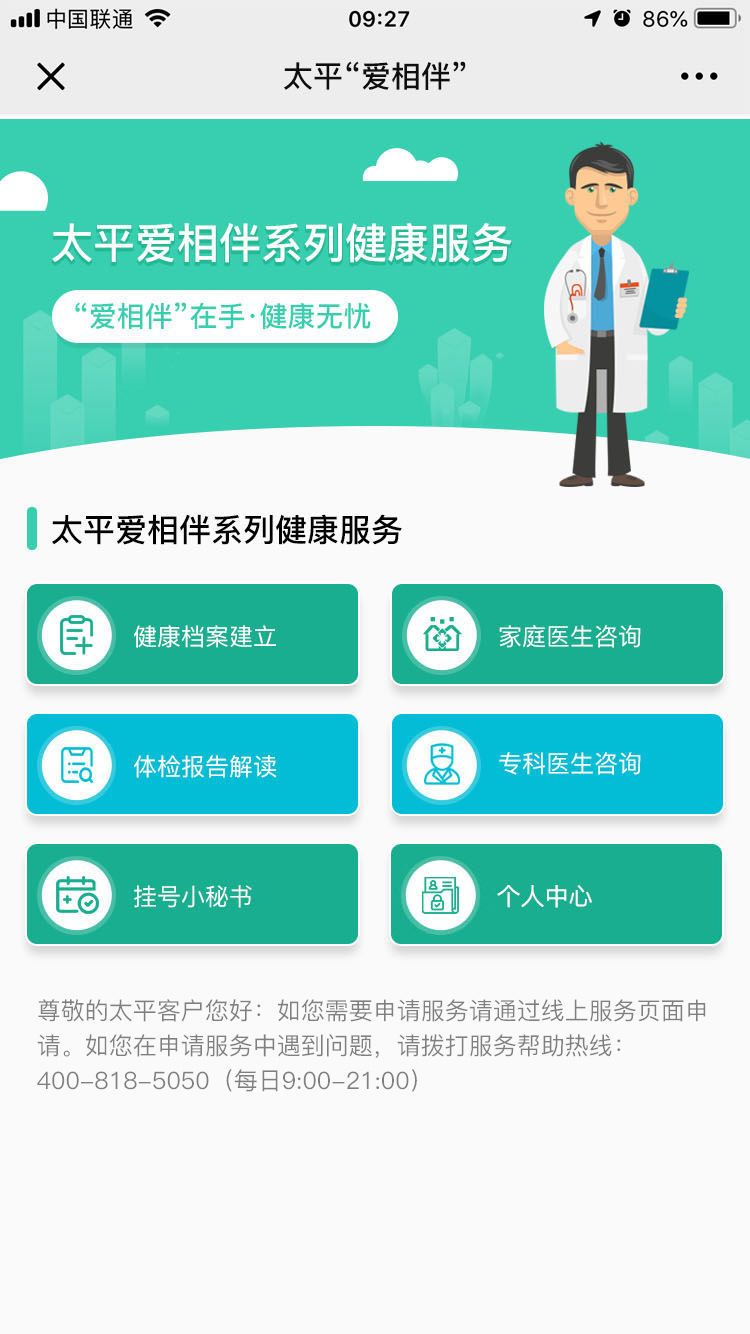 中国联通 09:27 86%
太平“爱相伴”
太平爱相伴系列健康服务
“爱相伴”在手·健康无忧
太平爱相伴系列健康服务
健康档案建立 家庭医生咨询
体检报告解读 专科医生咨询
挂号小秘书 个人中心
尊敬的太平客户您好：如您需要申请服务请通过线上服务页面申
请。如您在申请服务中遇到问题，请拨打服务帮助热线：
400-818-5050（每日9:00-21:00）